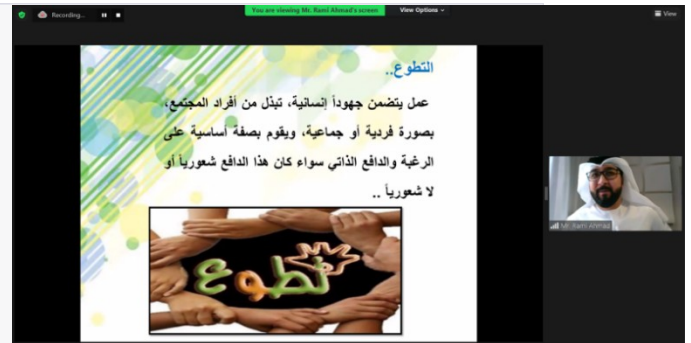 Recording...
You are viewing Mr. Rami Ahmad's screen
View Options
View
التطوع..
عمل يتضمن جهوداً إنسانية، تبذل من أفراد المجتمع،
بصورة فردية أو جماعية، ويقوم بصفة أساسية على
الرغبة والدافع الذاتي سواء كان هذا الدافع شعورياً أو
لا شعورياً ..
تطوع
Mr. Rami Ahmad